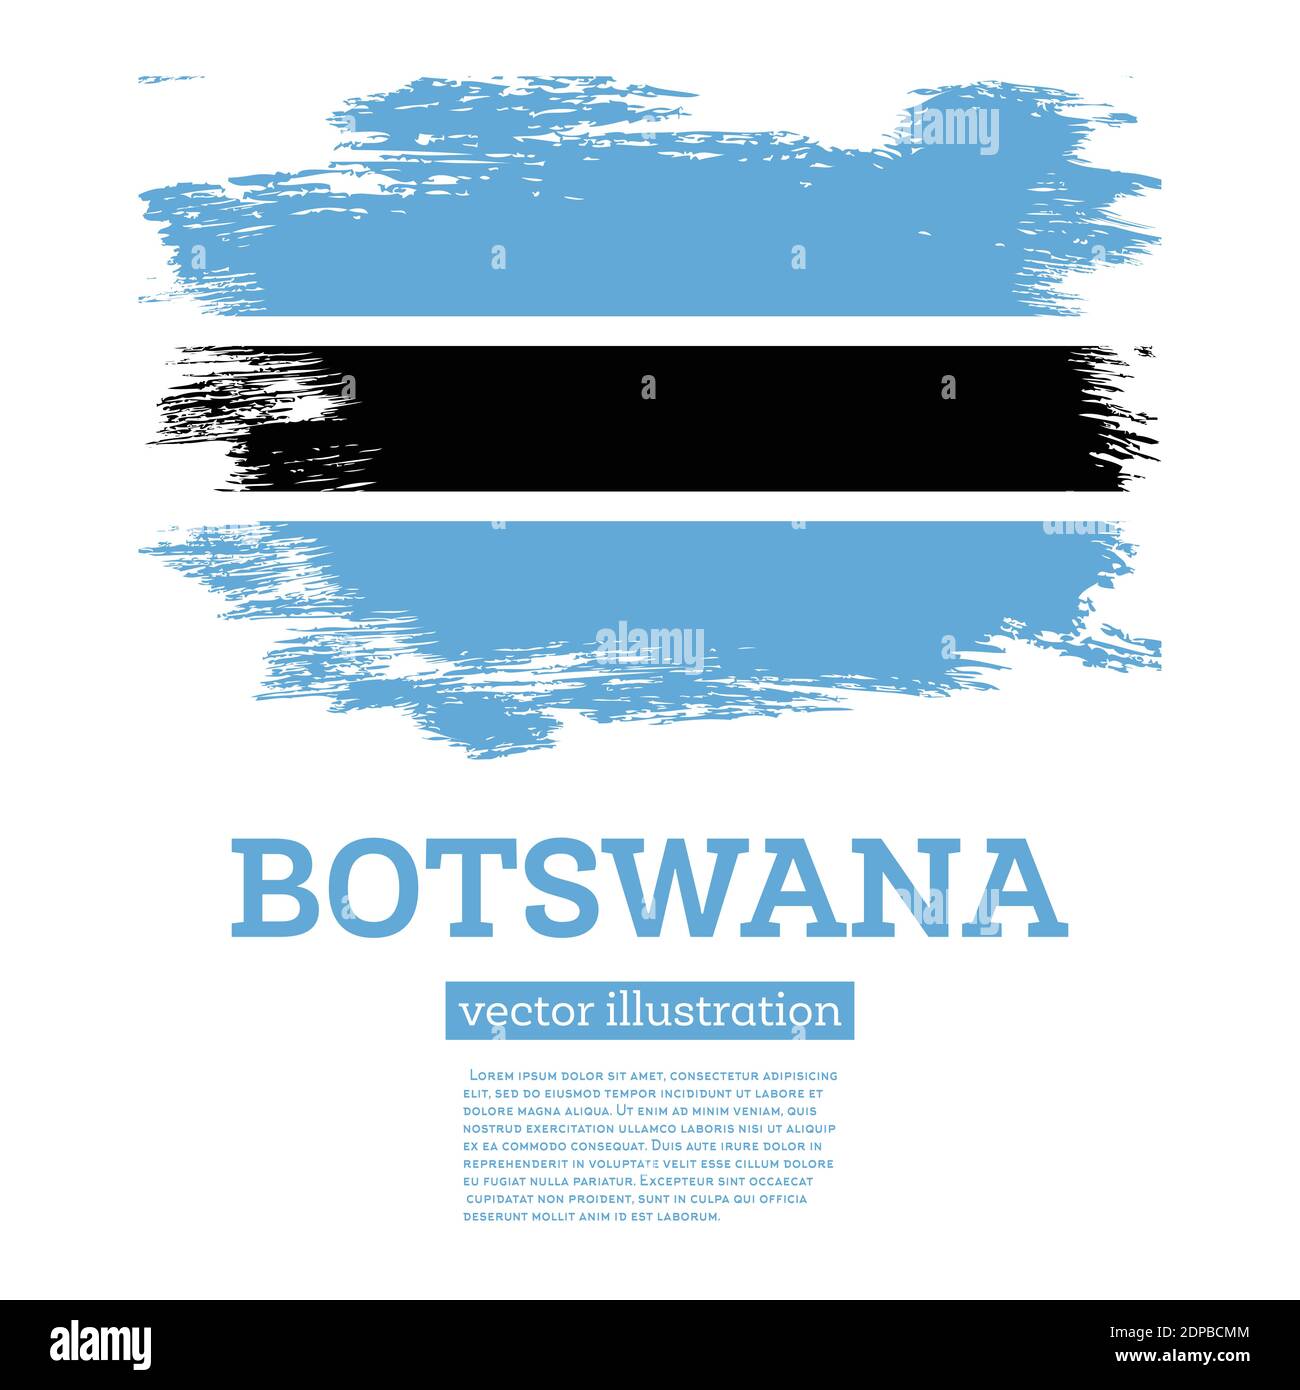 BOTSWANA
vector illustration
Lorem ipsum dolor sit amet, consectetur adipisicing
elit, sed do eiusmod tempor incididunt ut labore et
dolore magna aliqua. Ut enim ad minim veniam, quis
nostrud exercitation ullamco laboris nisi ut aliquip
ex ea commodo consequat. Duis aute irure dolor in
reprehenderit in voluptate velit esse cillum dolore
eu fugiat nulla pariatur. Excepteur sint occaecat
cupidatat non proident, sunt in culpa qui officia
deserunt mollit anim id est laborum.
alamy
Image ID: 2DPBCMM
www.alamy.com